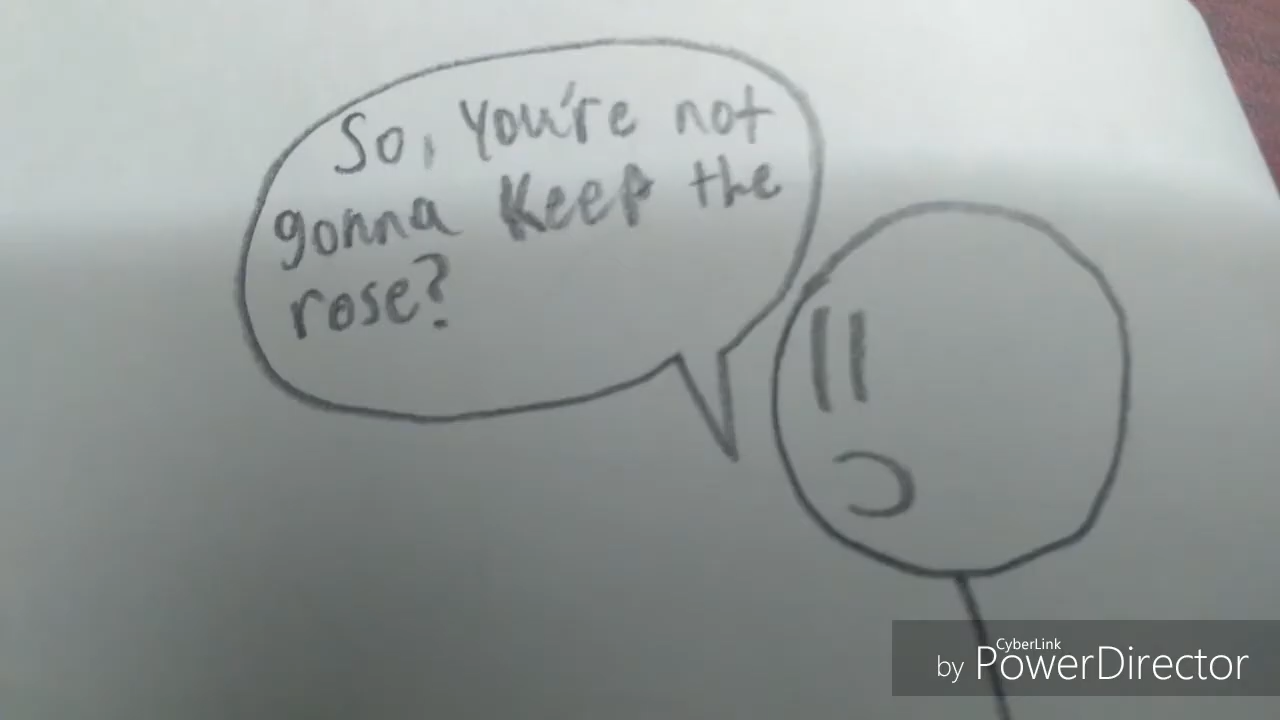 So, You're not
gonna Keep the
rose?
CyberLink
by PowerDirector